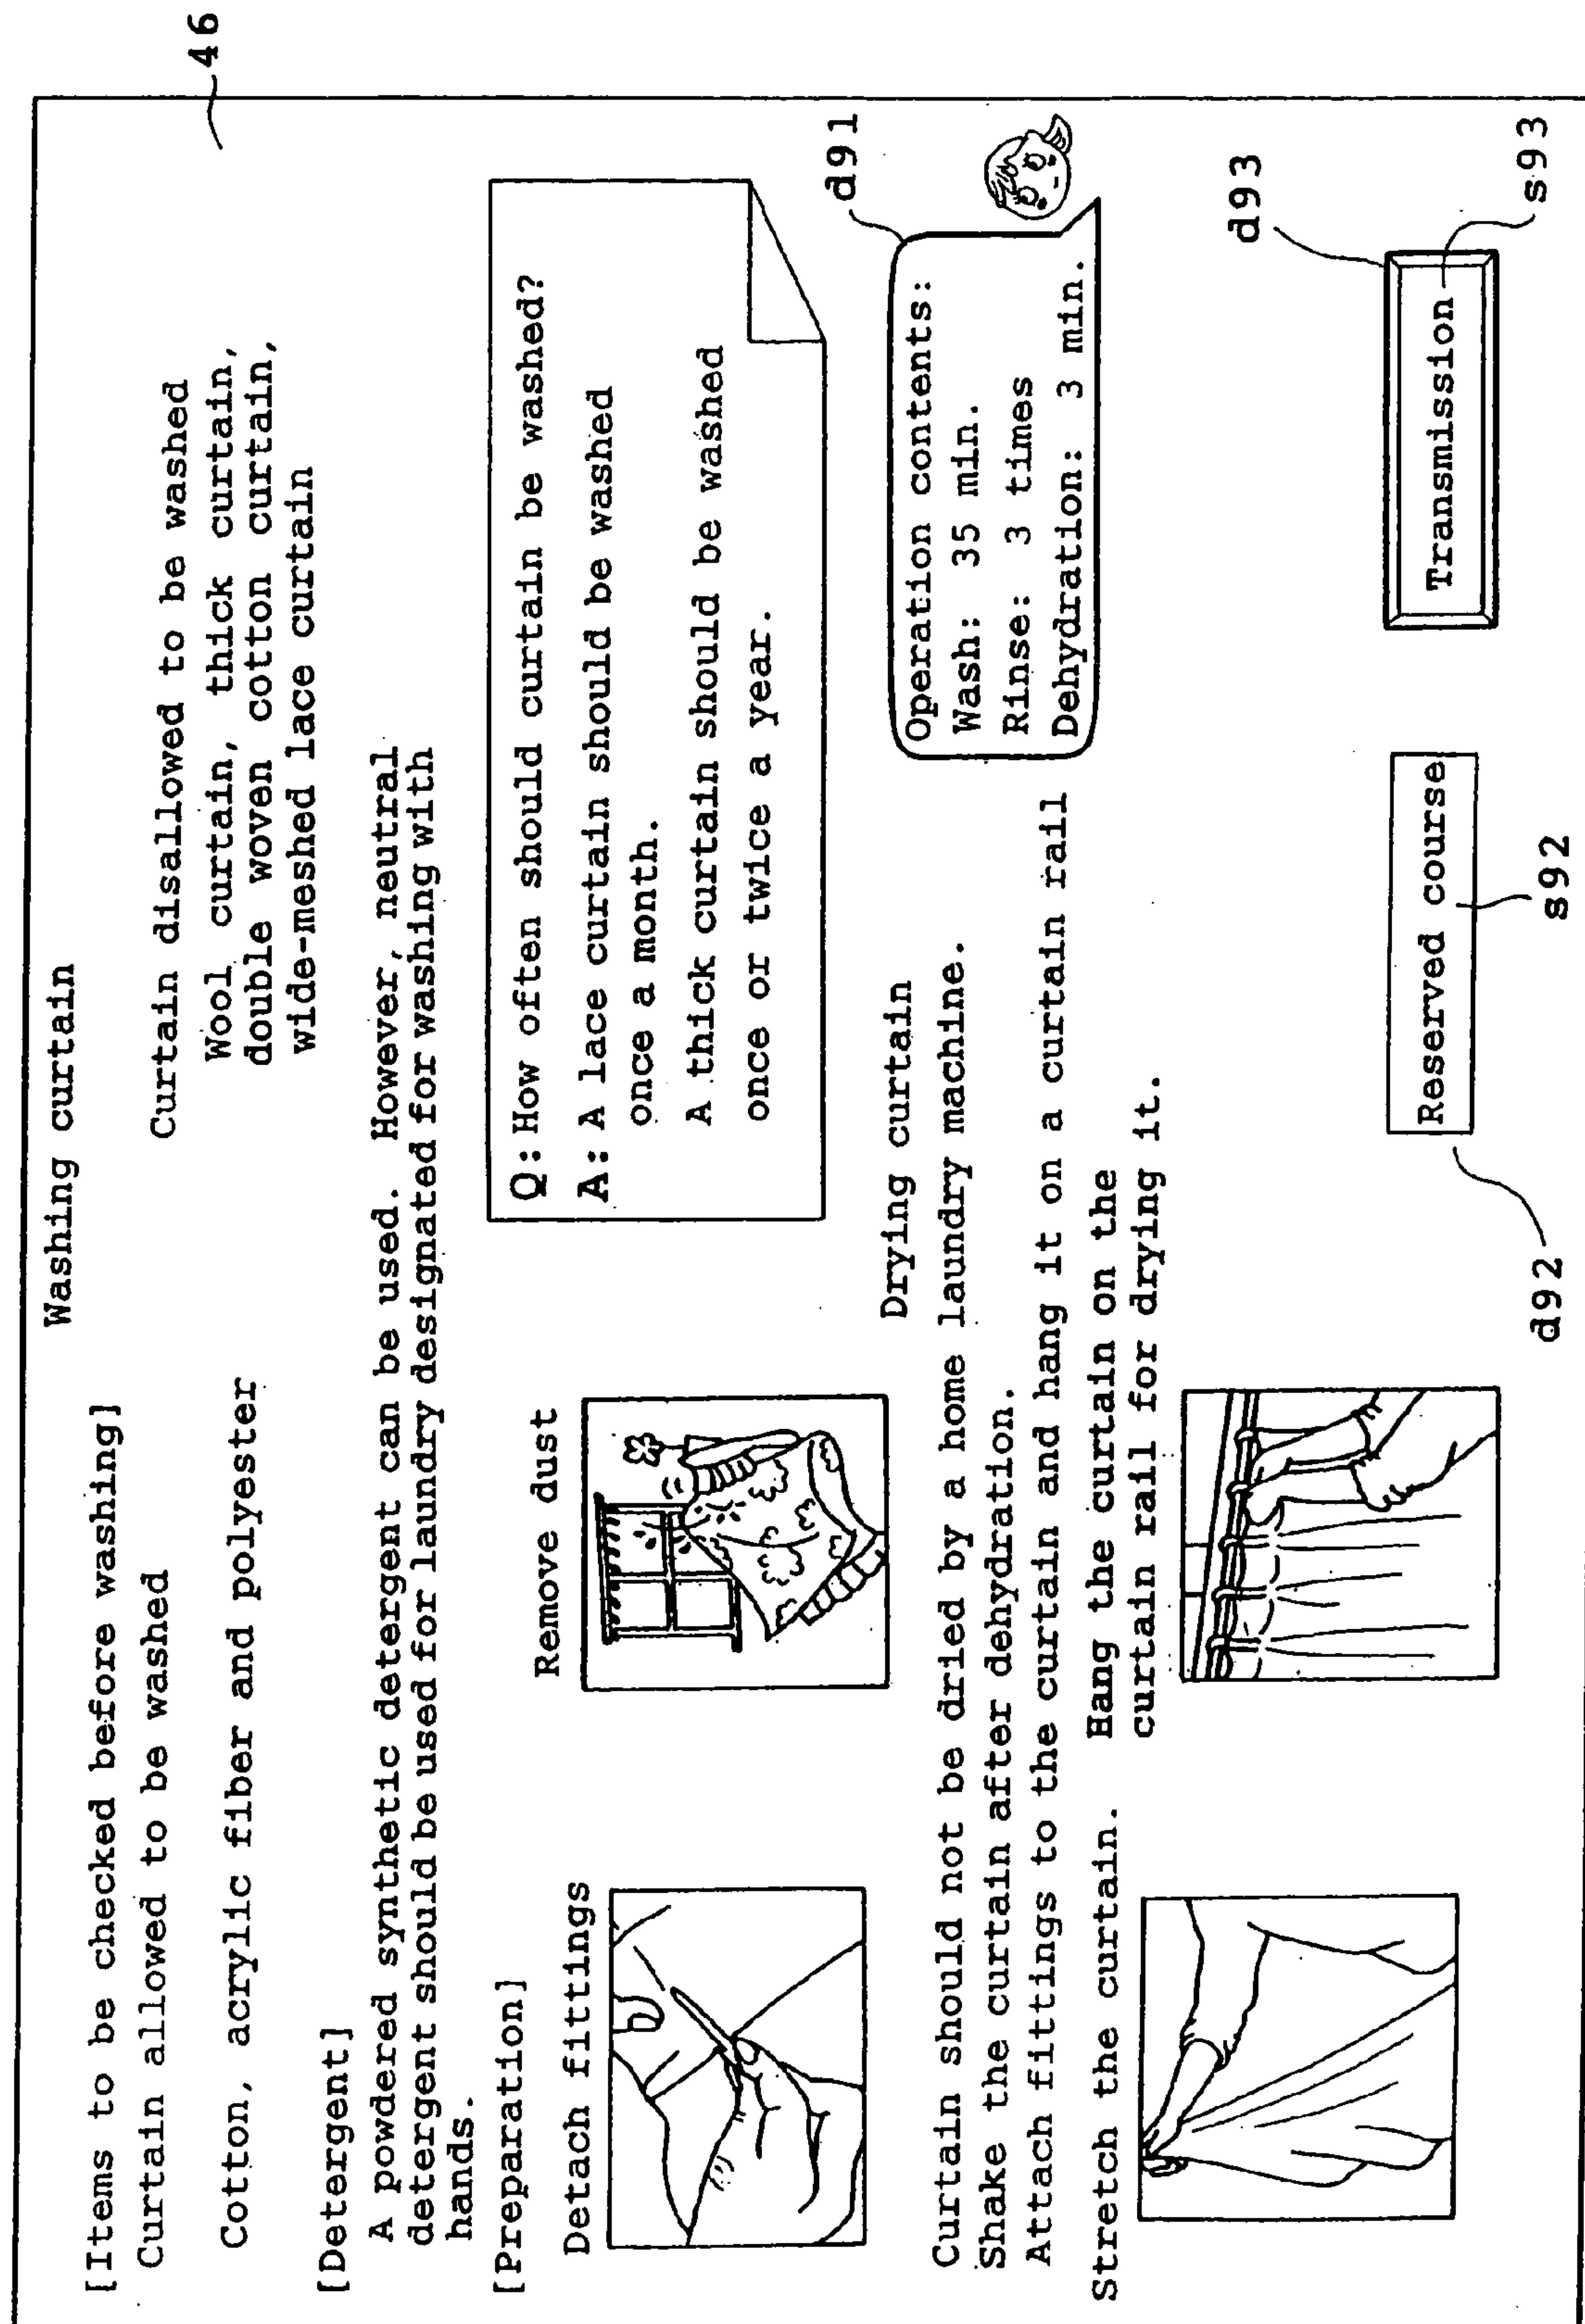 46
Washing curtain
[Items to be checked before washing]
Curtain allowed to be washed
Curtain disallowed to be washed
Cotton, acrylic fiber and polyester
Wool curtain, thick curtain,
double woven cotton curtain,
wide-meshed lace curtain
[Detergent]
A powdered synthetic detergent can be used. However, neutral
detergent should be used for laundry designated for washing with
hands.
[Preparation]
Detach fittings
Remove dust
Q: How often should curtain be washed?
A: A lace curtain should be washed
once a month.
A thick curtain should be washed
once or twice a year.
d91
Drying curtain
Curtain should not be dried by a home laundry machine.
Shake the curtain after dehydration.
Attach fittings to the curtain and hang it on a curtain rail
Operation contents:
Wash: 35 min.
Rinse: 3 times
Dehydration: 3 min.
Stretch the curtain.
Hang the curtain on the
curtain rail for drying it.
d93
Reserved course
Transmission
d92
s92
s93